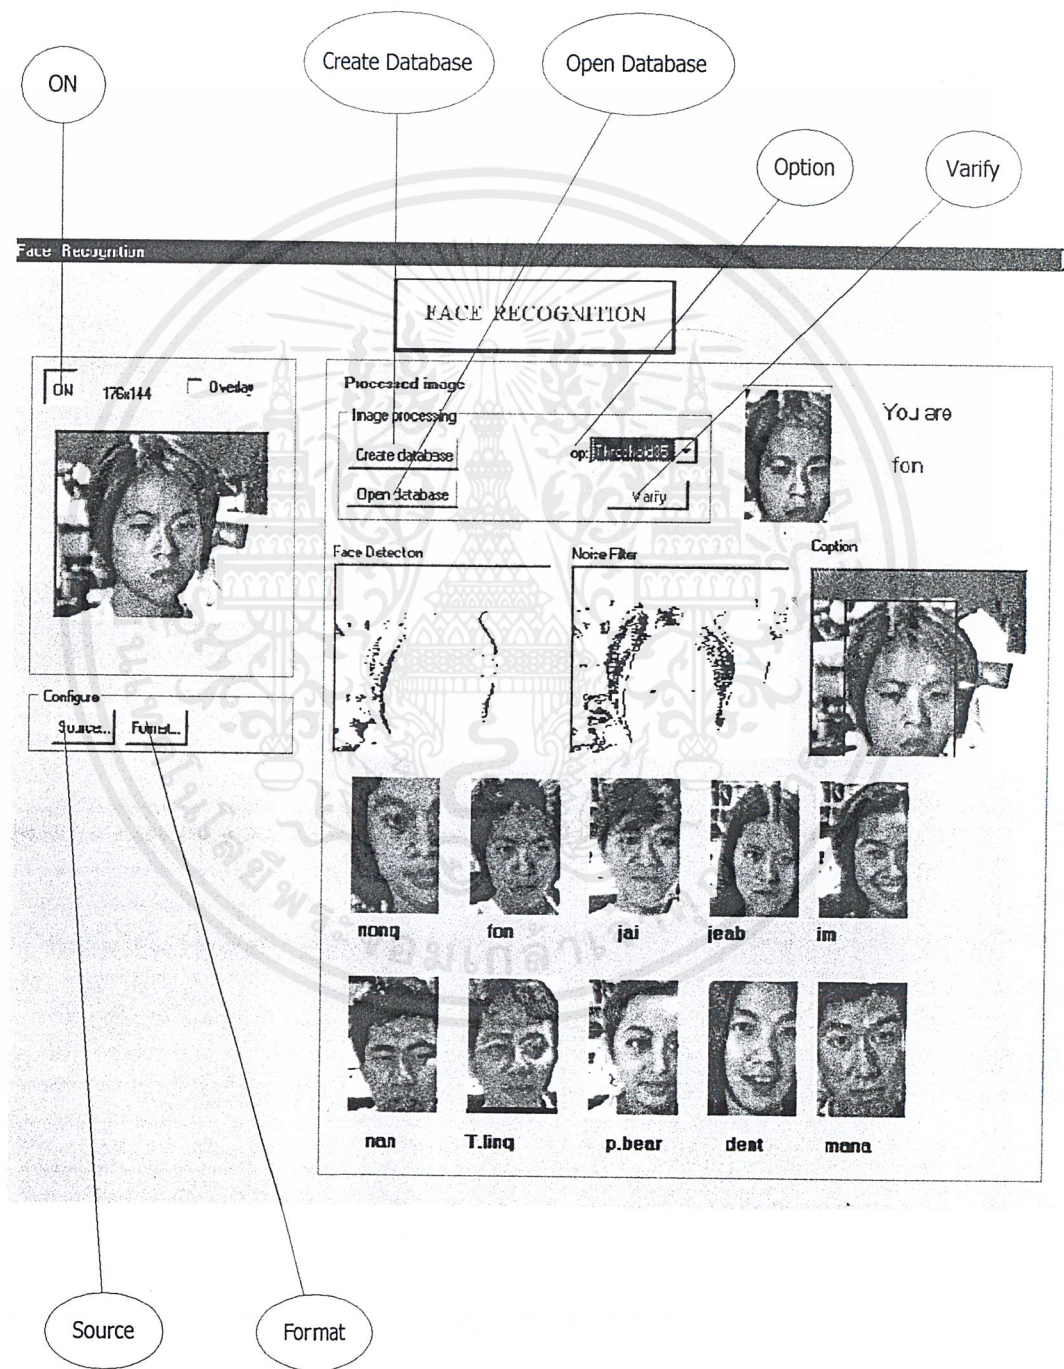 ON
Create Database
Open Database
Option
Varify
Face Recognition
FACE RECOGNITION
ON 176x144 Overlay
Processed image
Image processing
Create database
Open database
op: Threshold35
Varify
You are
fon
Face Detection
Noise Filter
Caption
Configure
Source... Format...
nong fon jai jeab im
nan T.ling p.bear dent mana
Source
Format